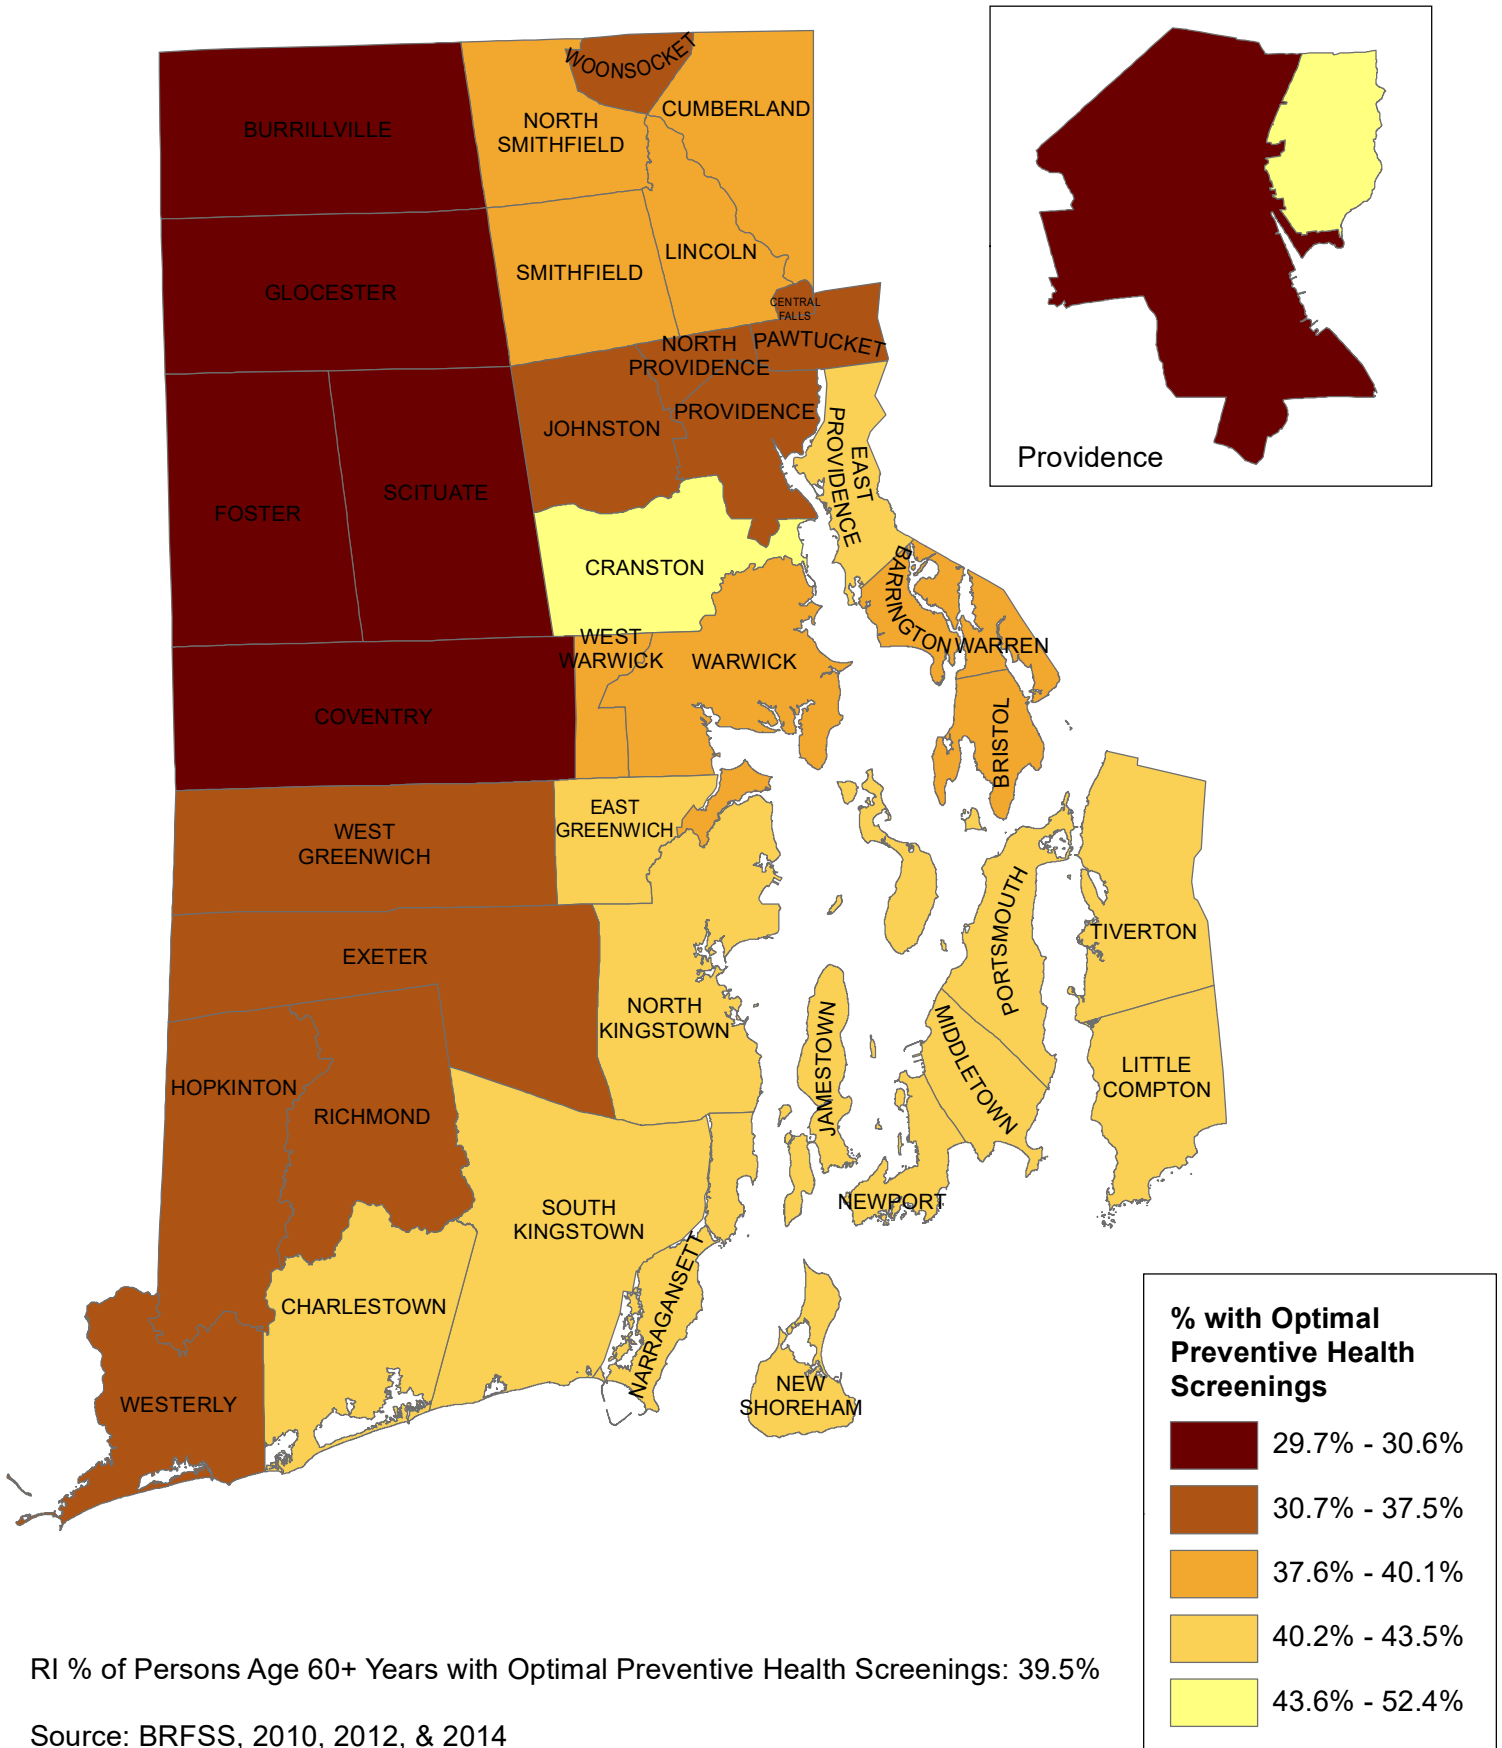 WOONSOCKET
CUMBERLAND
BURRILLVILLE
NORTH
SMITHFIELD
LINCOLN
SMITHFIELD
GLOCESTER
CENTRAL
FALLS
NORTH
PROVIDENCE
PAWTUCKET
PROVIDENCE
JOHNSTON
EAST
PROVIDENCE
SCITUATE
FOSTER
CRANSTON
BARRINGTON
WARREN
WEST
WARWICK
WARWICK
COVENTRY
BRISTOL
EAST
GREENWICH
WEST
GREENWICH
PORTSMOUTH
TIVERTON
EXETER
NORTH
KINGSTOWN
JAMESTOWN
MIDDLETOWN
LITTLE
COMPTON
HOPKINTON
RICHMOND
SOUTH
KINGSTOWN
NEWPORT
NARRAGANSETT
CHARLESTOWN
NEW
SHOREHAM
WESTERLY
Providence
% with Optimal
Preventive Health
Screenings
29.7% - 30.6%
30.7% - 37.5%
37.6% - 40.1%
40.2% - 43.5%
43.6% - 52.4%
RI % of Persons Age 60+ Years with Optimal Preventive Health Screenings: 39.5%
Source: BRFSS, 2010, 2012, & 2014